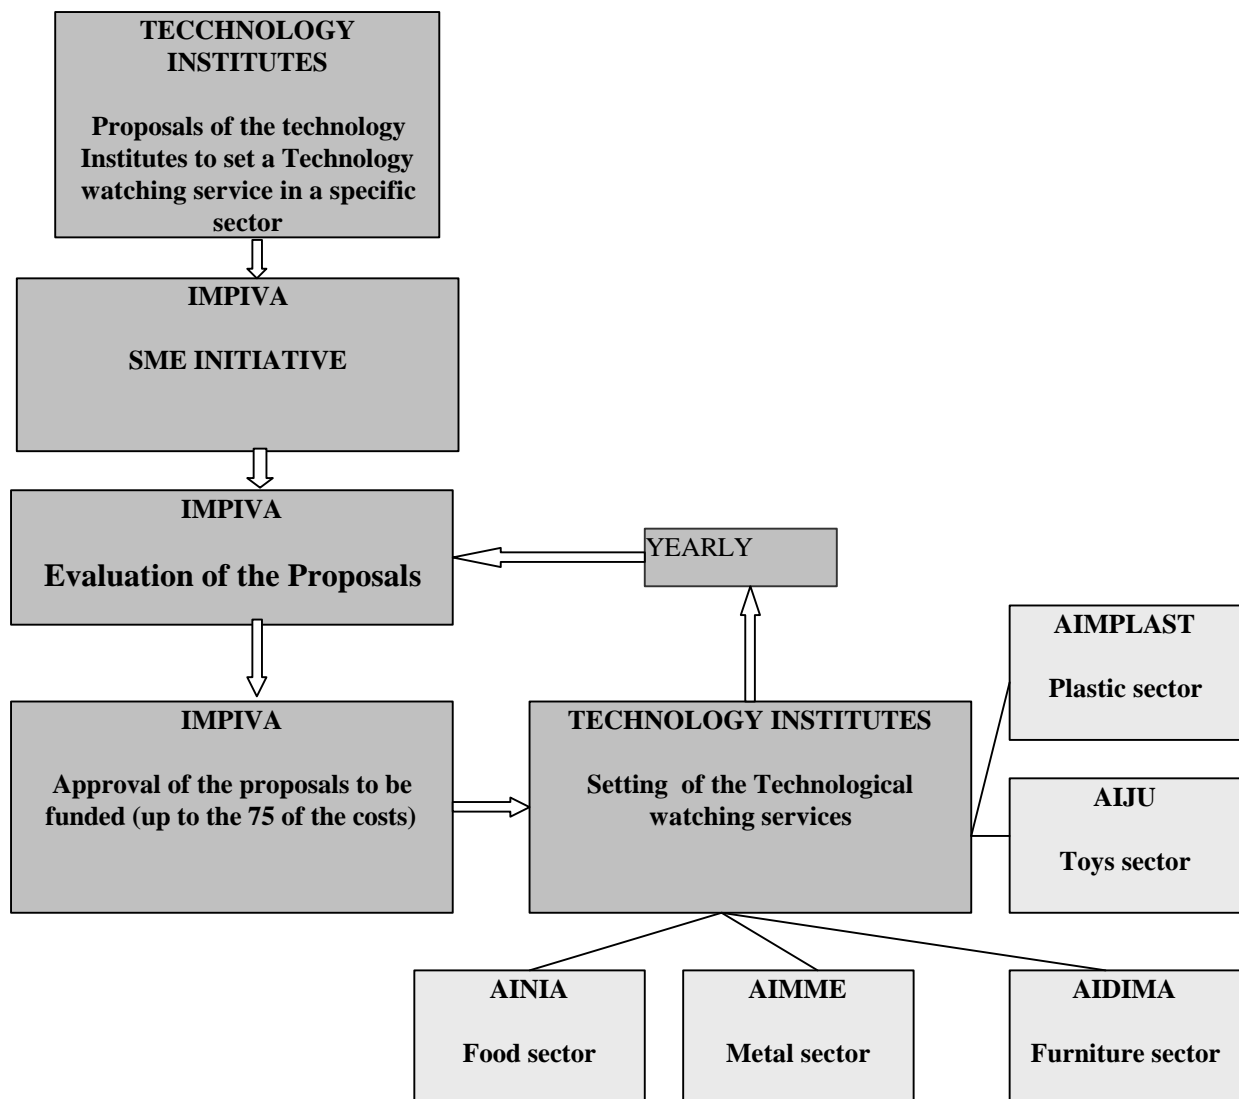 TECCHNOLOGY
INSTITUTES
Proposals of the technology
Institutes to set a Technology
watching service in a specific
sector
IMPIVA
SME INITIATIVE
IMPIVA
Evaluation of the Proposals
YEARLY
IMPIVA
Approval of the proposals to be
funded (up to the 75 of the costs)
TECHNOLOGY INSTITUTES
Setting of the Technological
watching services
AIMPLAST
Plastic sector
AIJU
Toys sector
AINIA
Food sector
AIMME
Metal sector
AIDIMA
Furniture sector